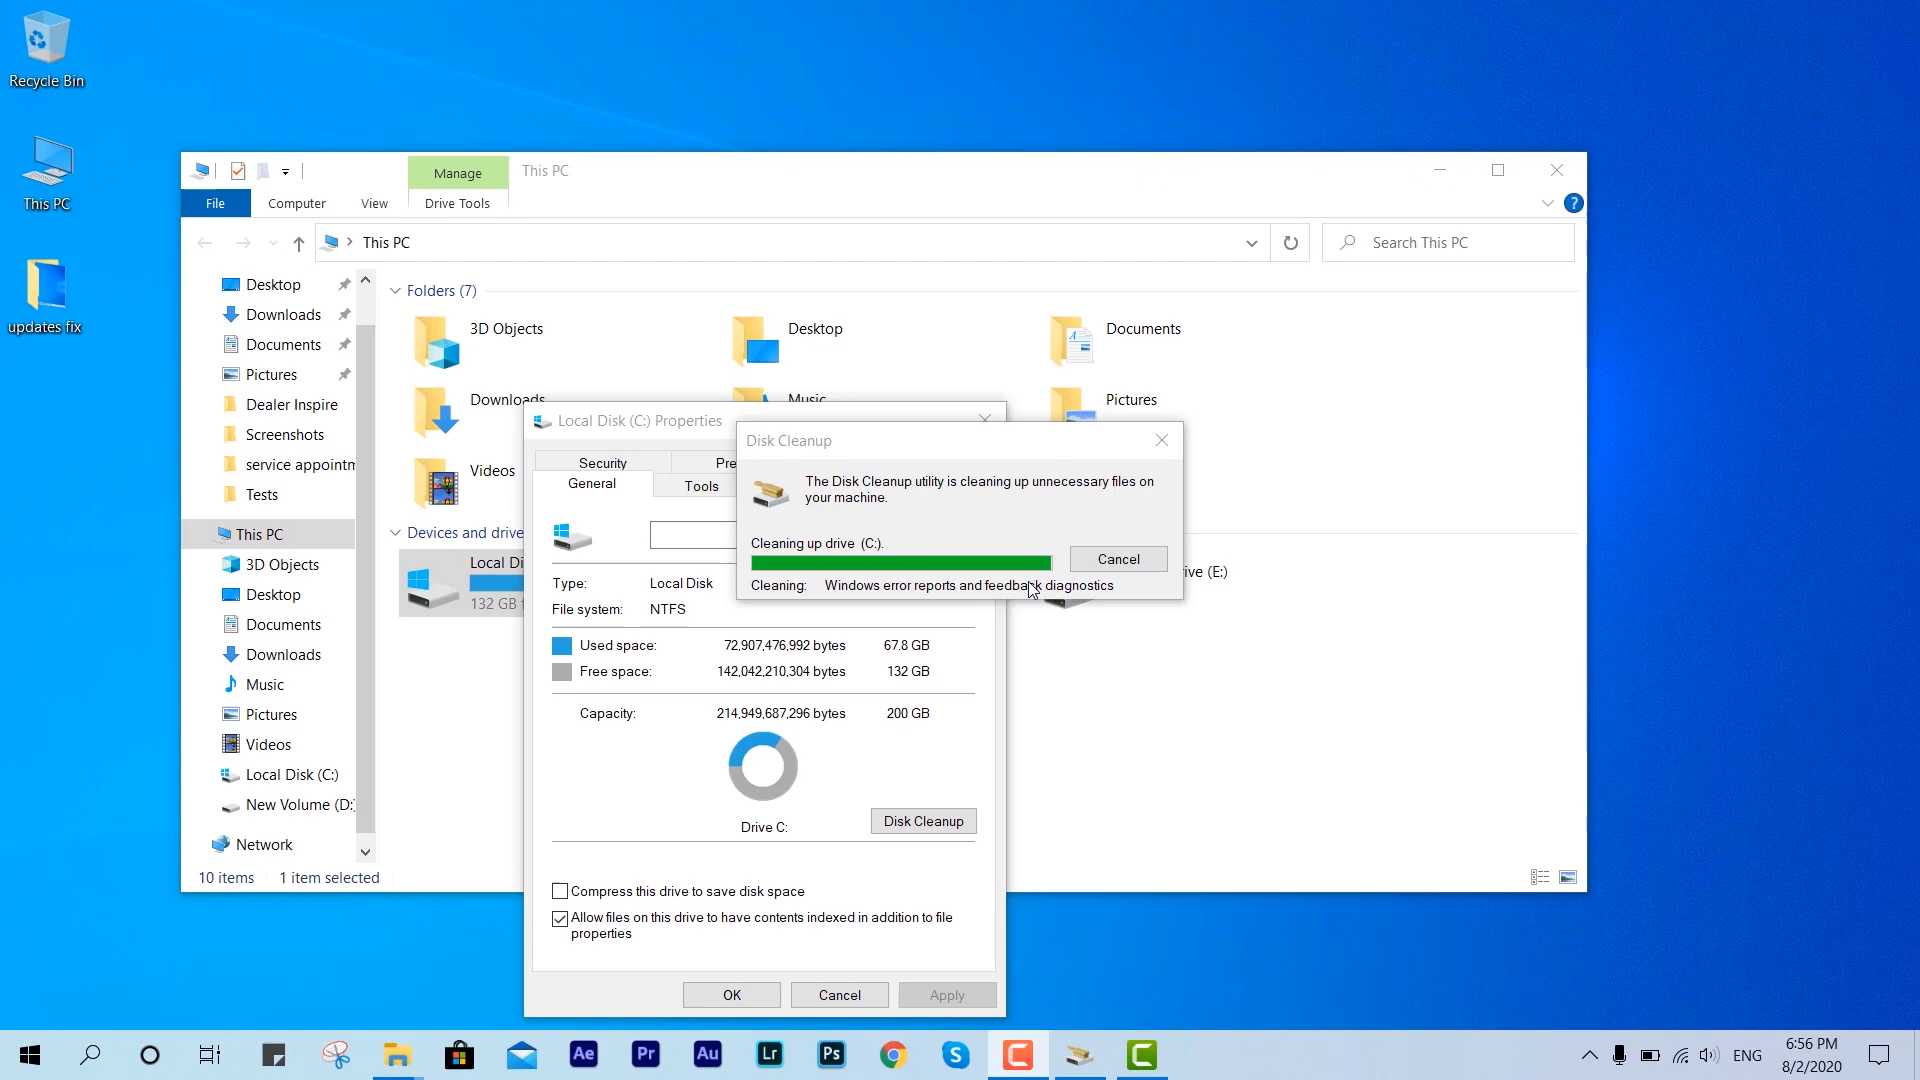 Recycle Bin
This PC
updates fix
Manage
This PC
File
Computer
View
Drive Tools
?
This PC
Search This PC
Desktop
Downloads
Documents
Pictures
Dealer Inspire
Screenshots
service appointm
Tests
This PC
3D Objects
Desktop
Documents
Downloads
Music
Pictures
Videos
Local Disk (C:)
New Volume (D:)
Network
Folders (7)
3D Objects
Desktop
Documents
Downloads
Music
Pictures
Videos
Devices and drive
Local Di
132 GB f
ive (E:)
10 items
1 item selected
Local Disk (C:) Properties
Security
Pre
General
Tools
Type:
Local Disk
File system:
NTFS
Used space:
72,907,476,992 bytes
67.8 GB
Free space:
142,042,210,304 bytes
132 GB
Capacity:
214,949,687,296 bytes
200 GB
Drive C:
Disk Cleanup
Compress this drive to save disk space
Allow files on this drive to have contents indexed in addition to file
properties
OK
Cancel
Apply
Disk Cleanup
The Disk Cleanup utility is cleaning up unnecessary files on
your machine.
Cleaning up drive (C:).
Cancel
Cleaning: Windows error reports and feedback diagnostics
Ae
Pr
Au
Lr
Ps
S
C
C
ENG
6:56 PM
8/2/2020